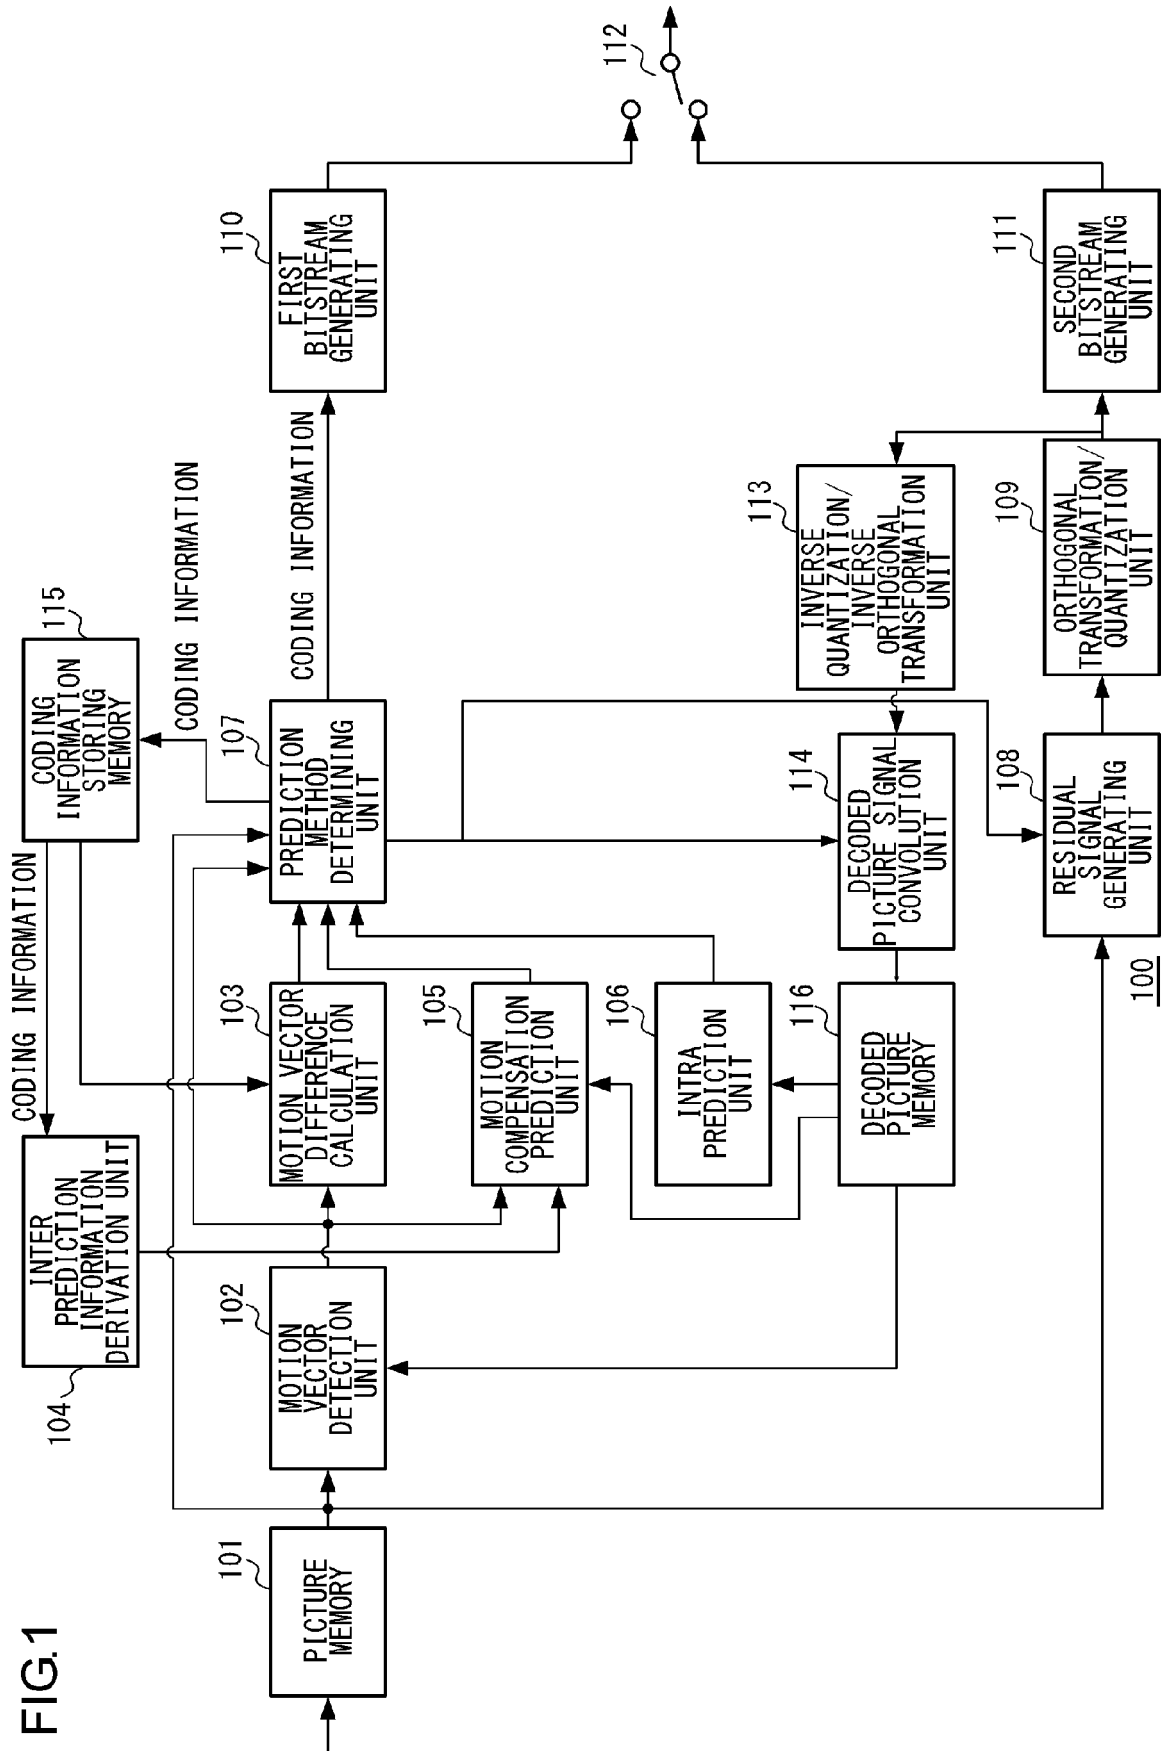 FIG.1
101
PICTURE
MEMORY
104
INTER
PREDICTION
INFORMATION
DERIVATION UNIT
102
MOTION
VECTOR
DETECTION
UNIT
CODING INFORMATION
103
MOTION VECTOR
DIFFERENCE
CALCULATION
UNIT
105
MOTION
COMPENSATION
PREDICTION
UNIT
106
INTRA
PREDICTION
UNIT
116
DECODED
PICTURE
MEMORY
100
115
CODING
INFORMATION
STORING
MEMORY
CODING INFORMATION
107
PREDICTION
METHOD
DETERMINING
UNIT
CODING INFORMATION
114
DECODED
PICTURE SIGNAL
CONVOLUTION
UNIT
108
RESIDUAL
SIGNAL
GENERATING
UNIT
113
INVERSE
QUANTIZATION/
INVERSE
ORTHOGONAL
TRANSFORMATION
UNIT
109
ORTHOGONAL
TRANSFORMATION/
QUANTIZATION
UNIT
110
FIRST
BITSTREAM
GENERATING
UNIT
111
SECOND
BITSTREAM
GENERATING
UNIT
112